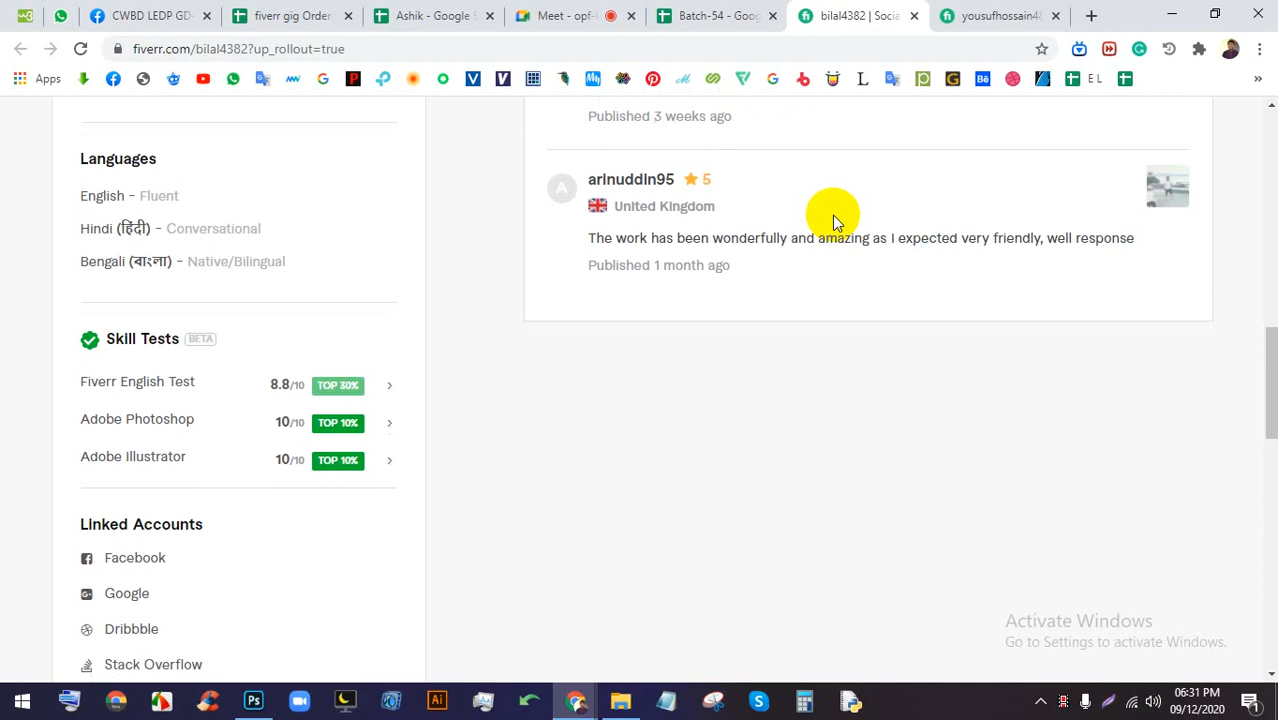 CWBD LEDP GD-
fiverr gig Order
Ashik - Google S
Meet - opf-
Batch-54 - Goog
bilal4382 | Socia
yousufhossain48
fiverr.com/bilal4382?up_rollout=true
Apps
E L
Published 3 weeks ago
Languages
English - Fluent
Hindi (हिंदी) - Conversational
Bengali (বাংলা) - Native/Bilingual
arinuddin95 5
United Kingdom
The work has been wonderfully and amazing as I expected very friendly, well response
Published 1 month ago
A
Skill Tests BETA
Fiverr English Test 8.8/10 TOP 30%
Adobe Photoshop 10/10 TOP 10%
Adobe Illustrator 10/10 TOP 10%
Linked Accounts
Facebook
Google
Dribbble
Stack Overflow
Activate Windows
Go to Settings to activate Windows.
06:31 PM
09/12/2020